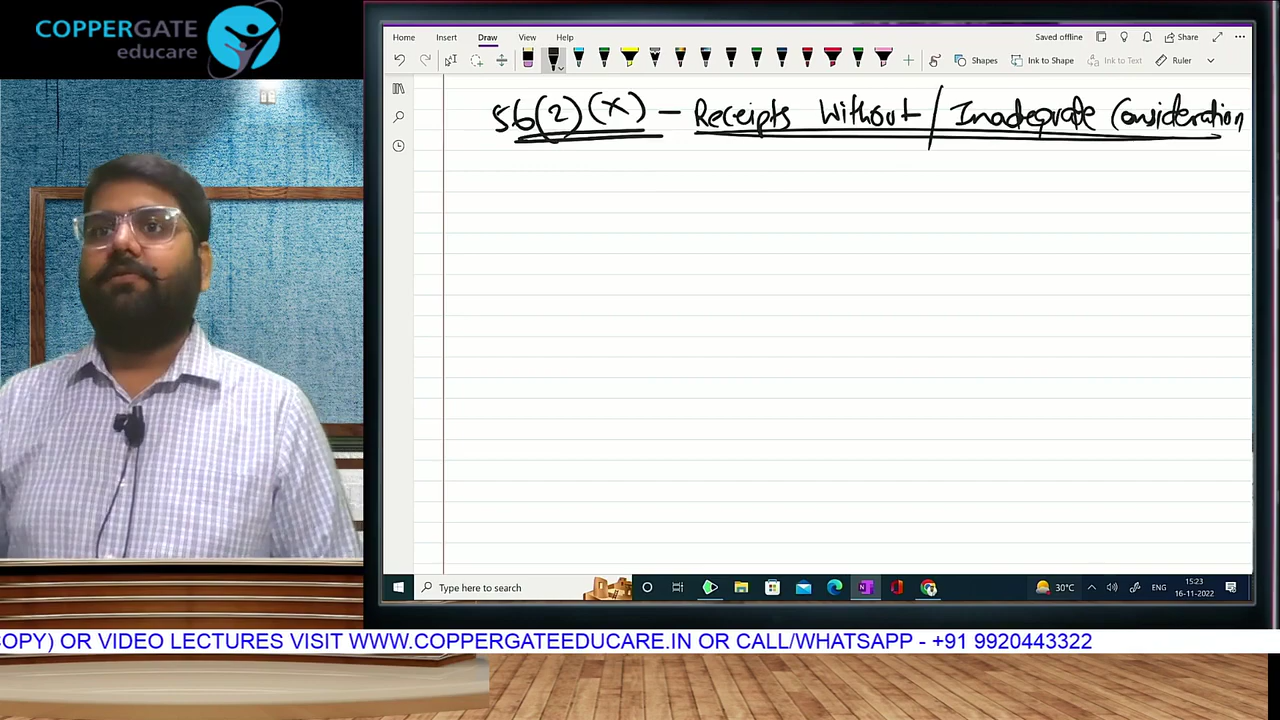 COPPERGATE
educare
Home Insert Draw View Help
Saved offline
Share
Shapes
Ink to Shape
Ink to Text
Ruler
56(2)(X) – Receipts Without / Inadequate Consideration
Type here to search
30°C
ENG
15:23
16-11-2022
COPY) OR VIDEO LECTURES VISIT WWW.COPPERGATEEDUCARE.IN OR CALL/WHATSAPP - +91 9920443322